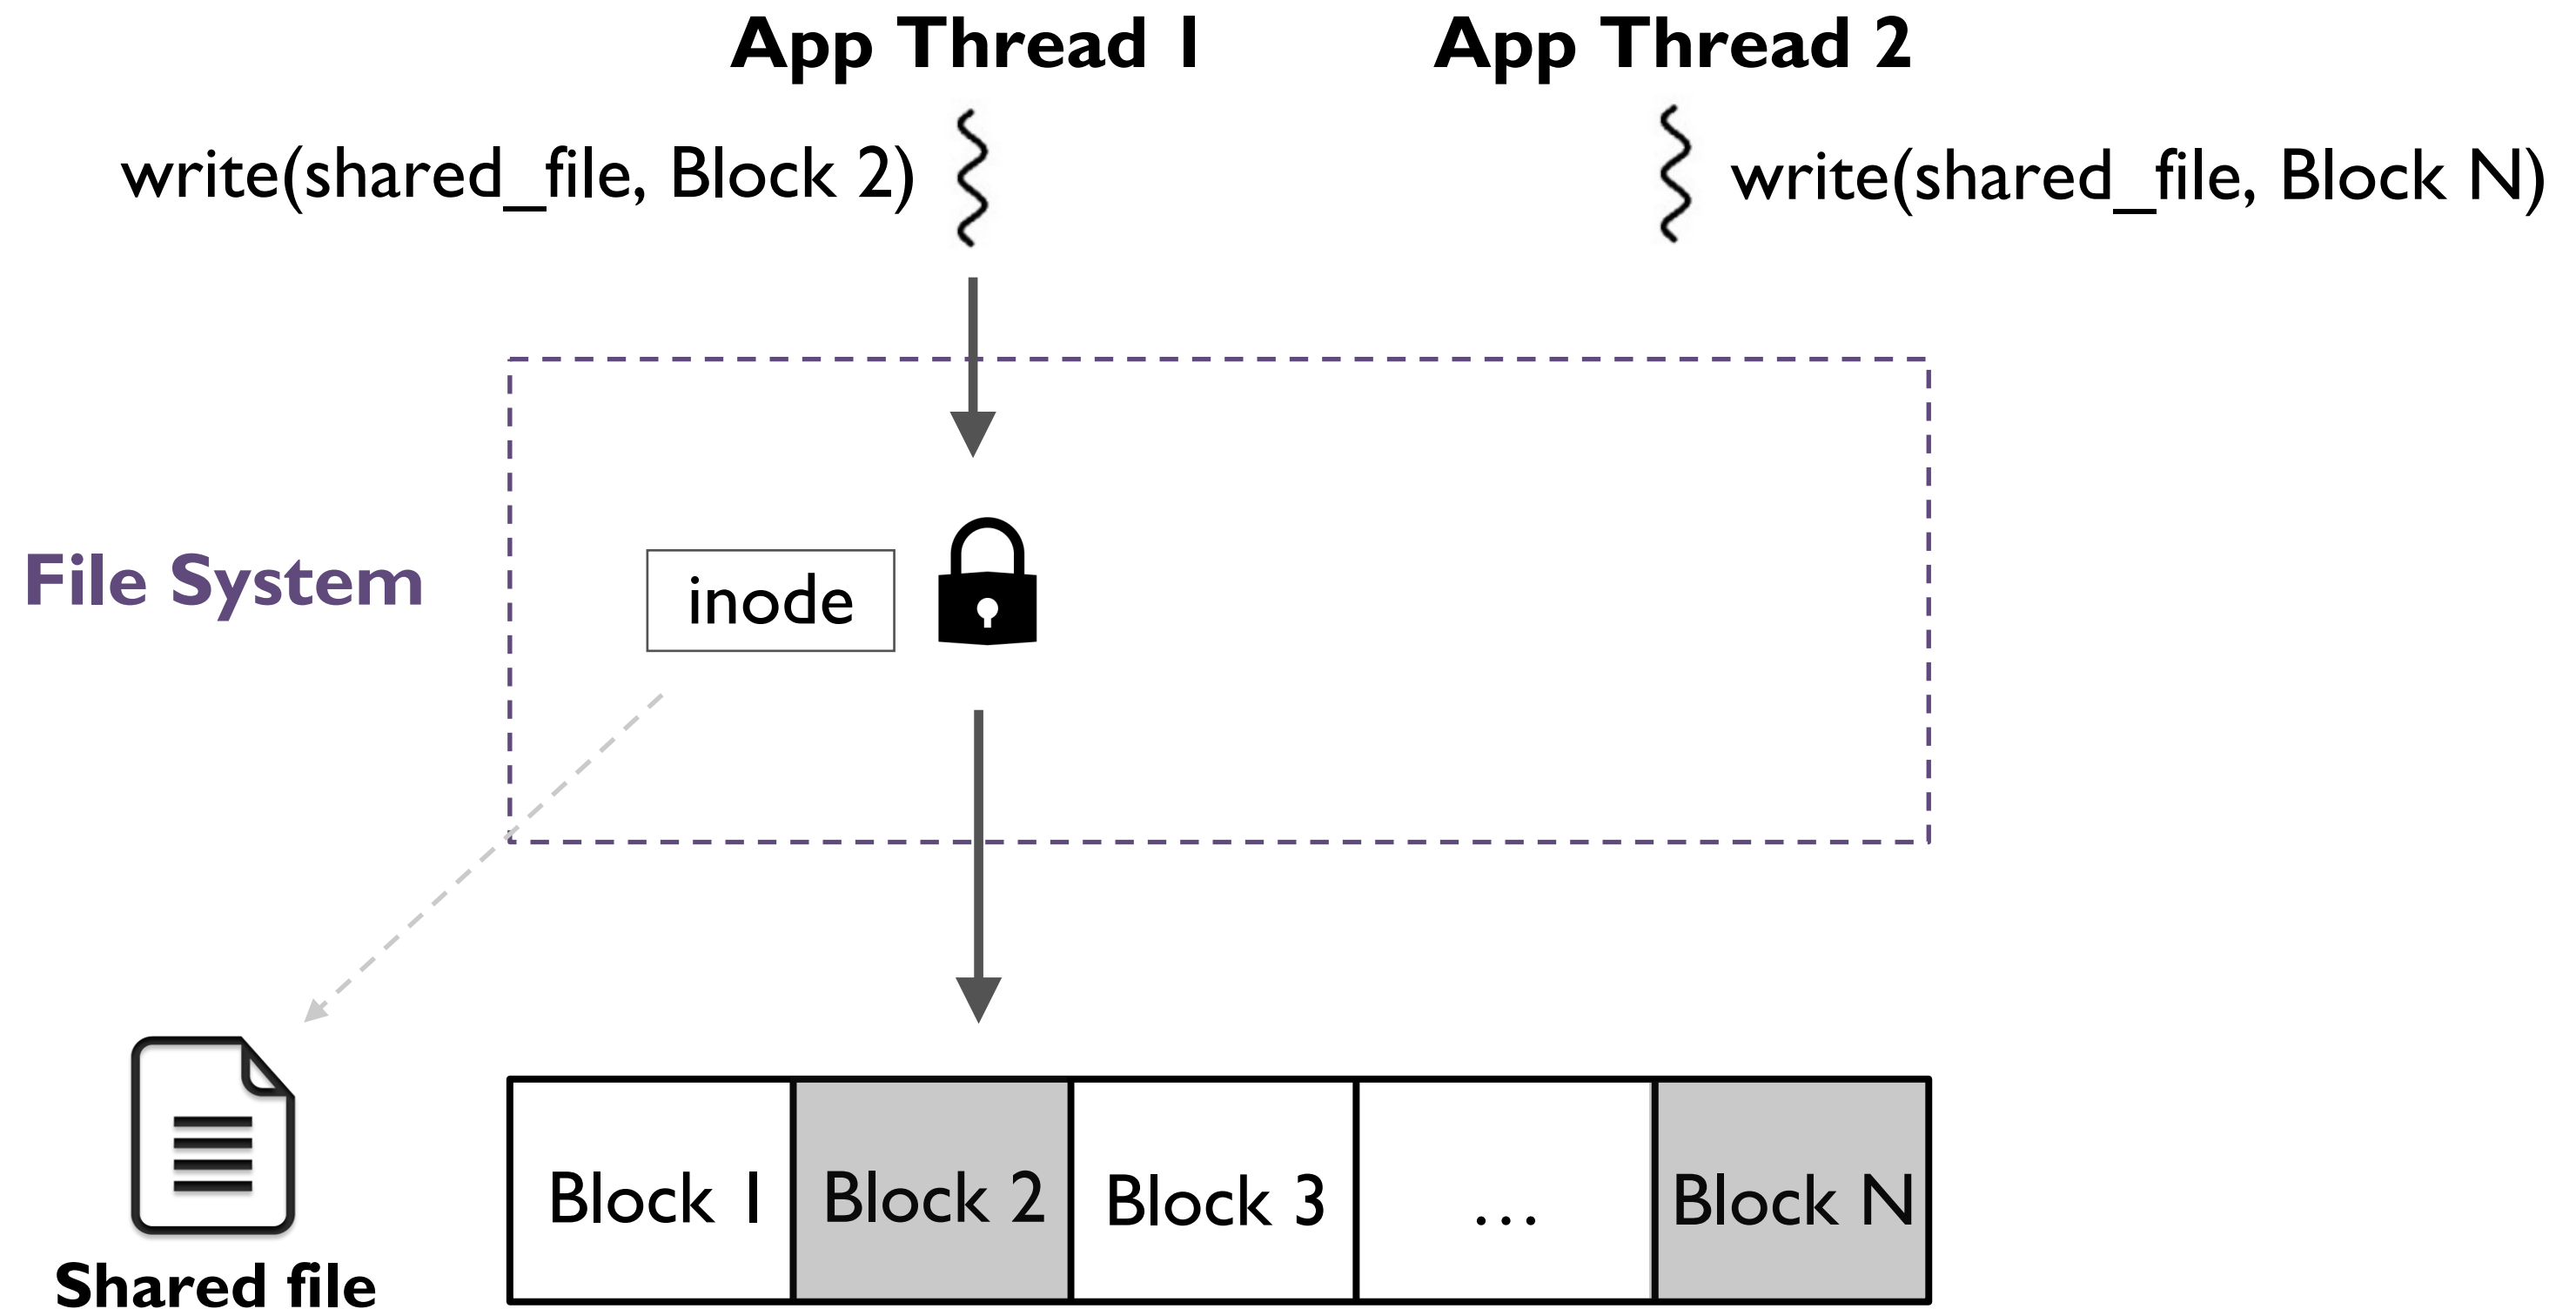 App Thread 1
App Thread 2
write(shared_file, Block 2)
write(shared_file, Block N)
File System
inode
Block 1
Block 2
Block 3
…
Block N
Shared file